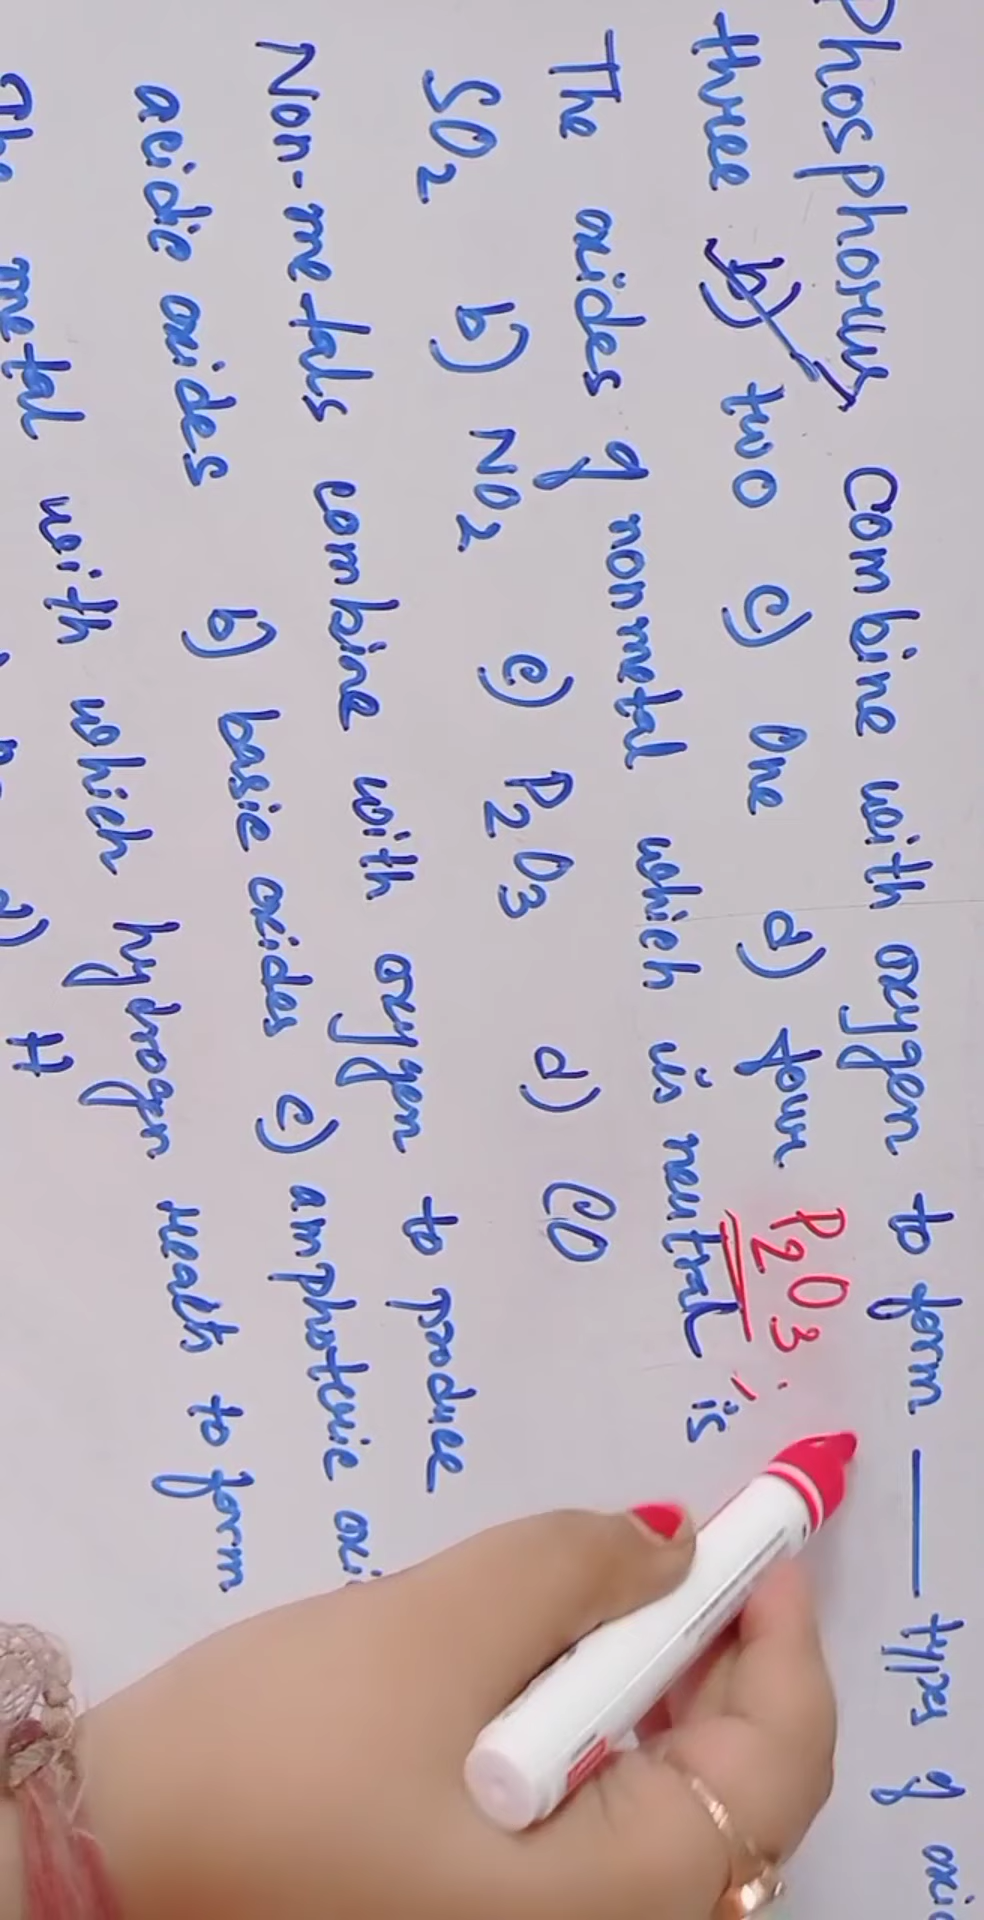 Phosphorus combine with oxygen to form ___ types of
three b) two c) one d) four P2O3
The oxides of nonmetal which is neutral is
SO2 b) NO2 c) P2O3 d) CO
Non-metals combine with oxygen to produce
acidic oxides b) basic oxides c) amphoteric
The metal with which hydrogen reacts to form
d) H